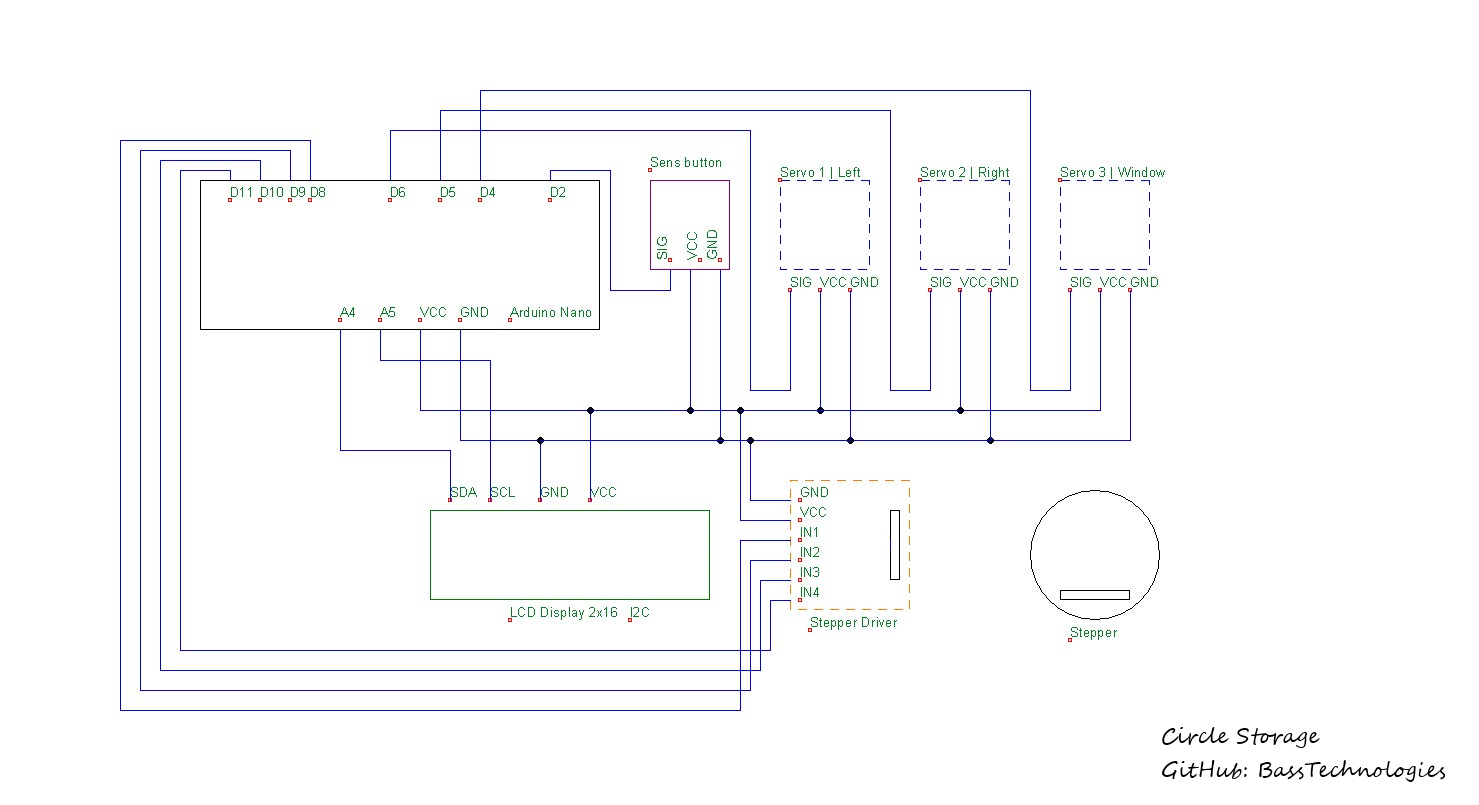 Sens button
Servo 1 | Left
Servo 2 | Right
Servo 3 | Window
D11 D10 D9 D8 D6 D5 D4 D2
SIG VCC GND
SIG VCC GND
SIG VCC GND
SIG VCC GND
A4 A5 VCC GND Arduino Nano
SDA SCL GND VCC
GND
VCC
IN1
IN2
IN3
IN4
LCD Display 2x16 I2C
Stepper Driver
Stepper
Circle Storage
GitHub: BassTechnologies